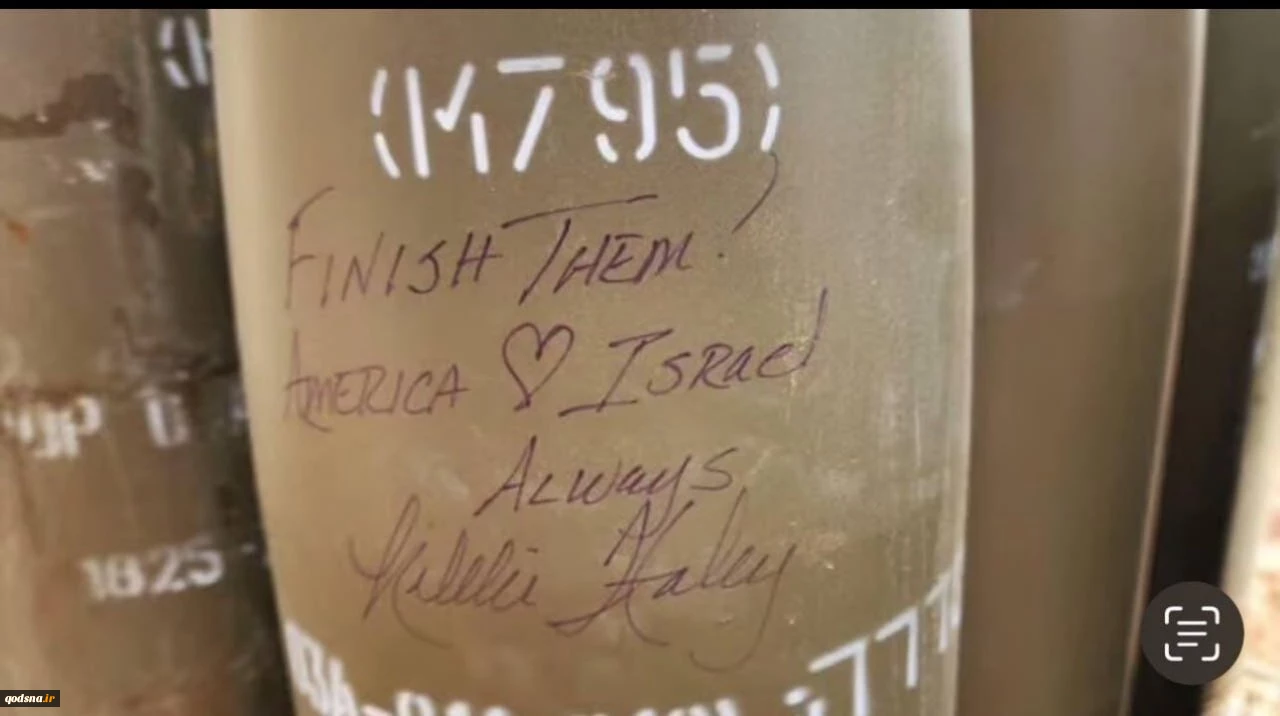 (M795)
FINISH THEM!
AMERICA ♡ ISRAEL
ALWAYS
Nikki Haley
1825
qodsna.ir